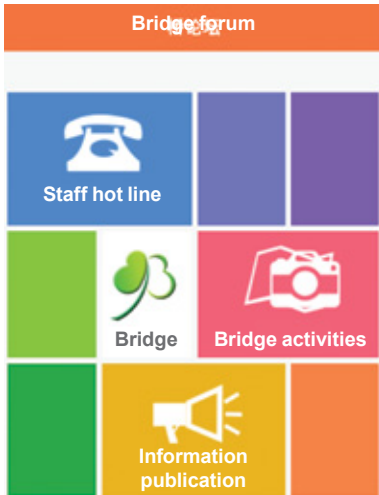 Bridge forum
Staff hot line
Bridge
Bridge activities
Information
publication